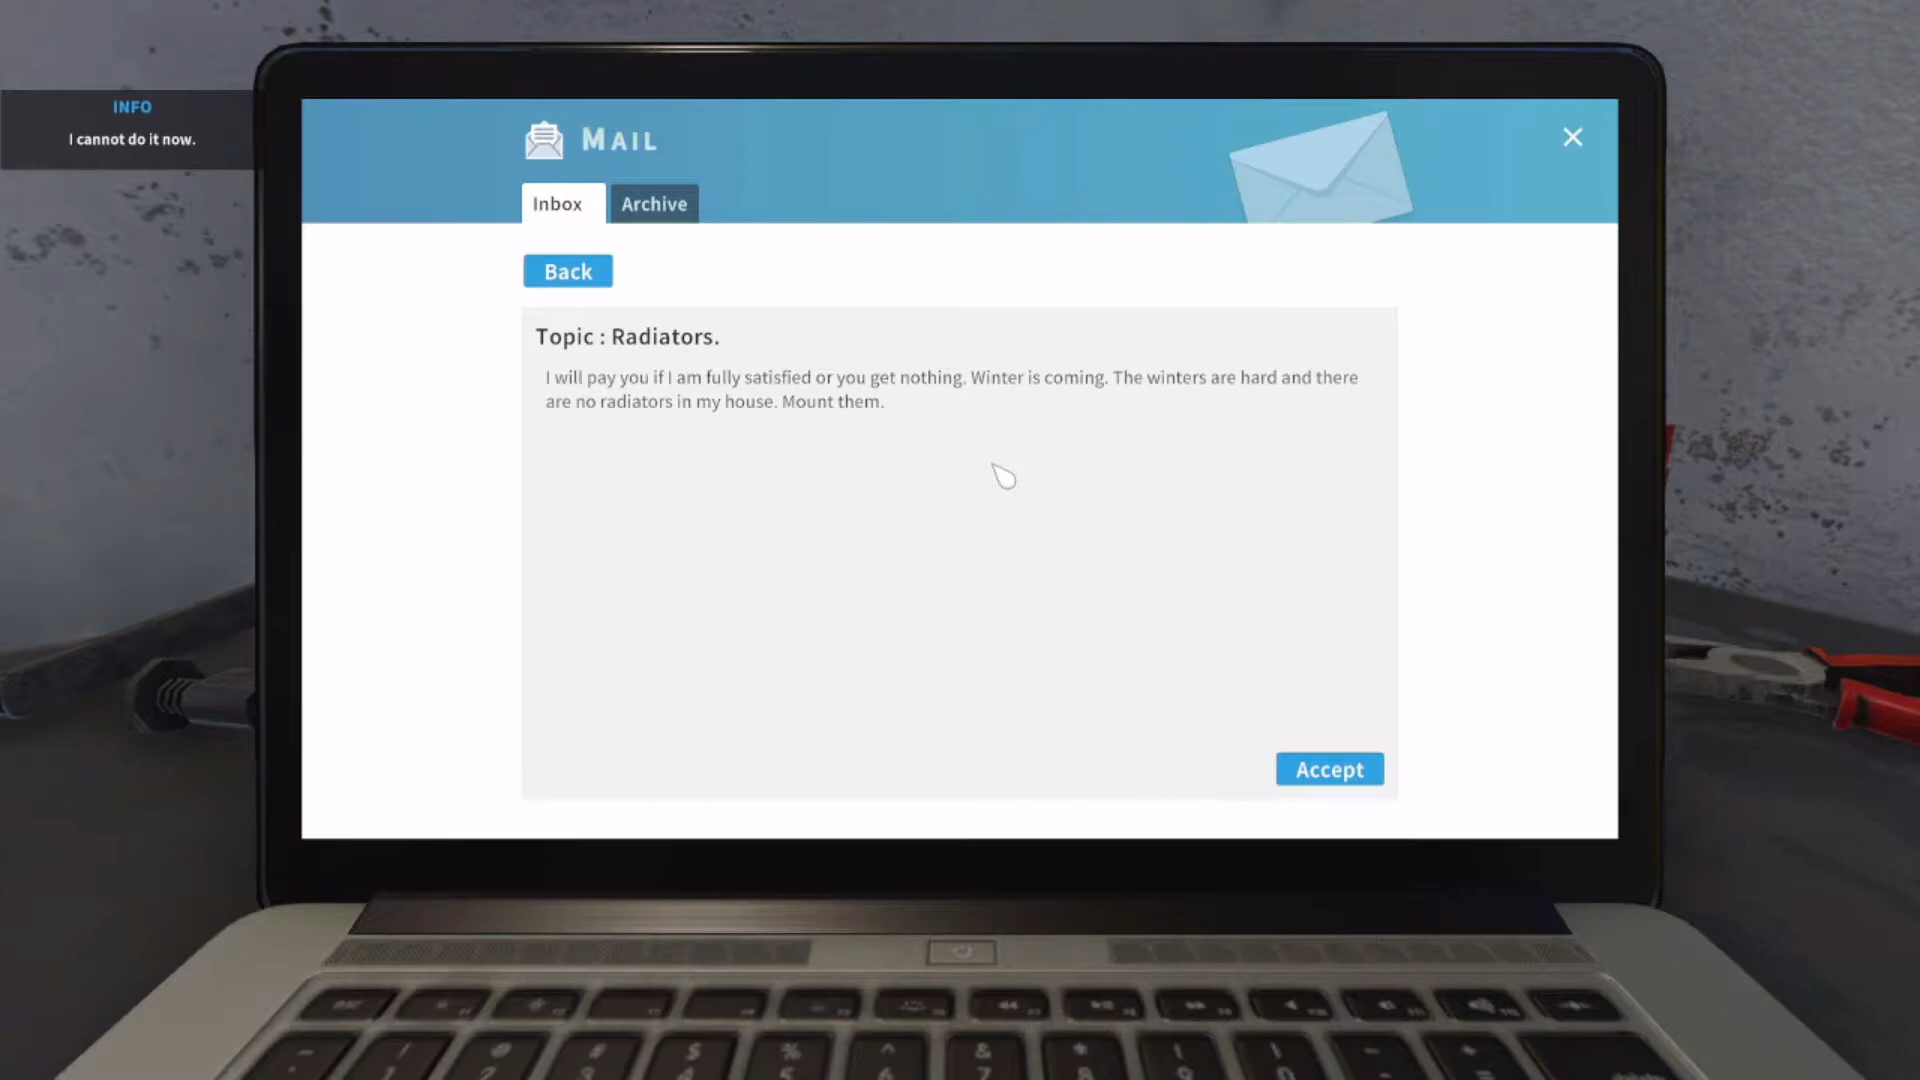 INFO
I cannot do it now.
MAIL
Inbox
Archive
Back
Topic : Radiators.
I will pay you if I am fully satisfied or you get nothing. Winter is coming. The winters are hard and there
are no radiators in my house. Mount them.
Accept